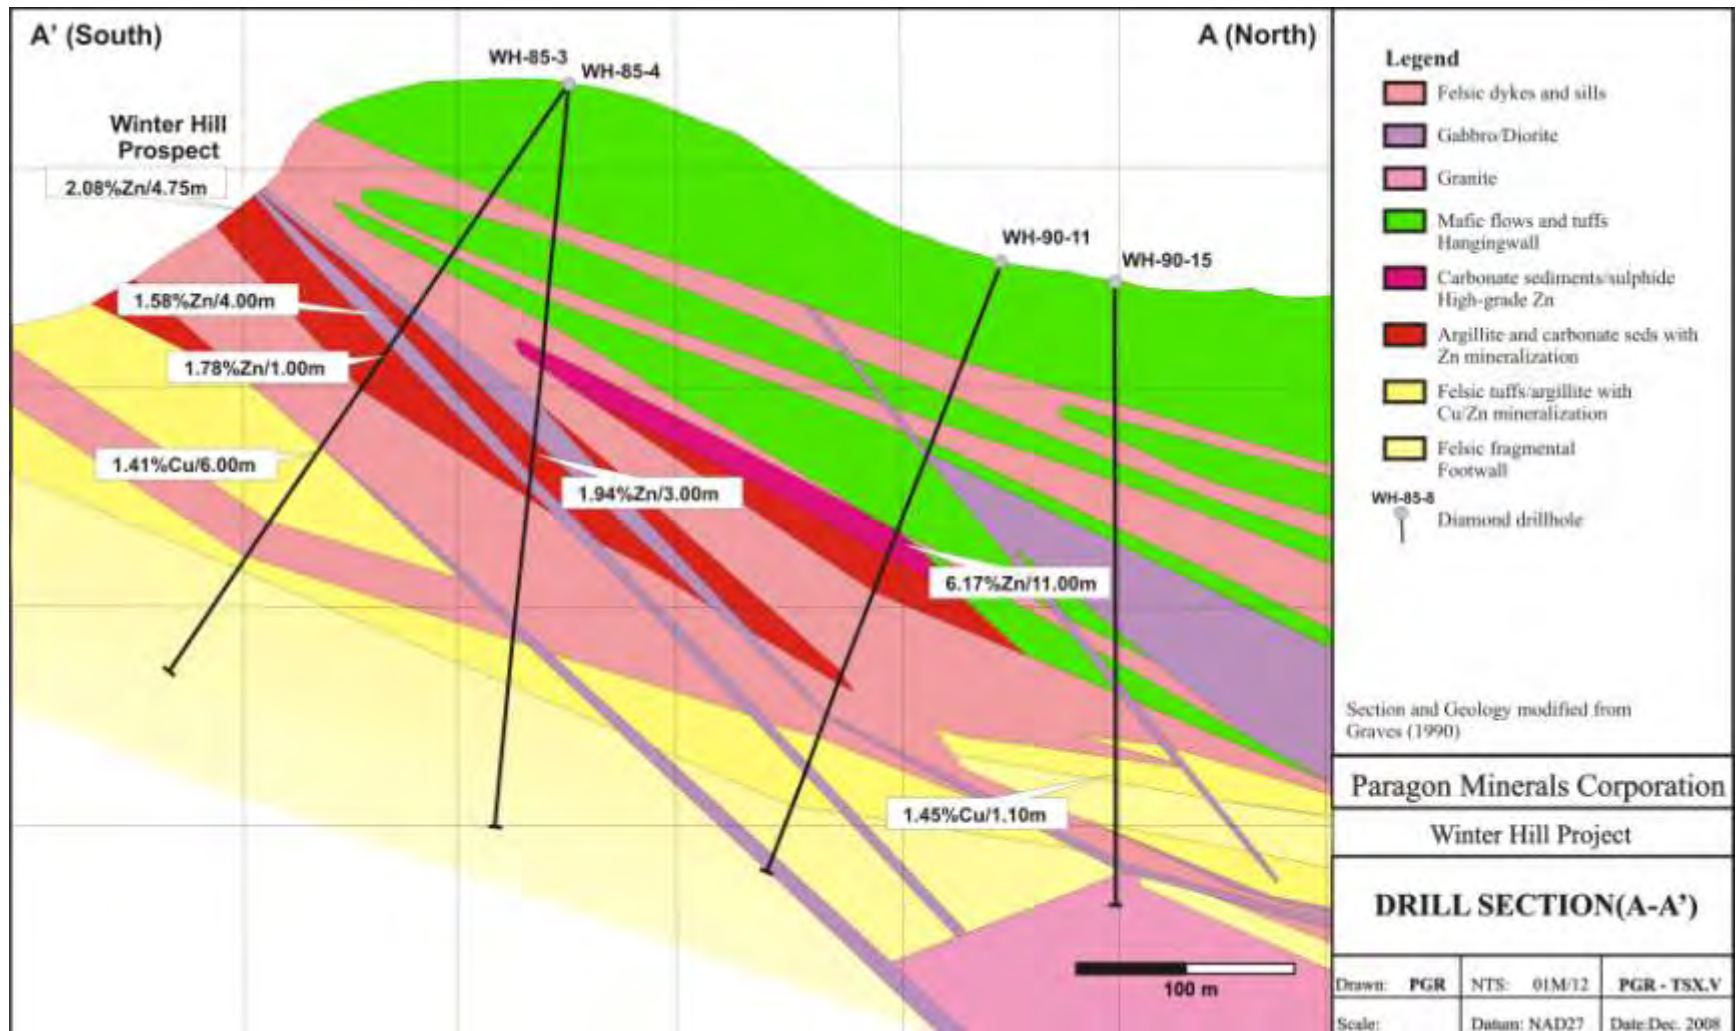 A' (South)
A (North)
WH-85-3
WH-85-4
Winter Hill
Prospect
2.08%Zn/4.75m
WH-90-11
WH-90-15
1.58%Zn/4.00m
1.78%Zn/1.00m
1.41%Cu/6.00m
1.94%Zn/3.00m
6.17%Zn/11.00m
1.45%Cu/1.10m
100 m
Legend
Felsic dykes and sills
Gabbro/Diorite
Granite
Mafic flows and tuffs
Hangingwall
Carbonate sediments/sulphide
High-grade Zn
Argillite and carbonate seds with
Zn mineralization
Felsic tuffs/argillite with
Cu/Zn mineralization
Felsic fragmental
Footwall
WH-85-8
Diamond drillhole
Section and Geology modified from
Graves (1990)
Paragon Minerals Corporation
Winter Hill Project
DRILL SECTION(A-A')
Drawn: PGR NTS: 01M/12 PGR - TSX.V
Scale: Datum: NAD27 Date:Dec. 2008